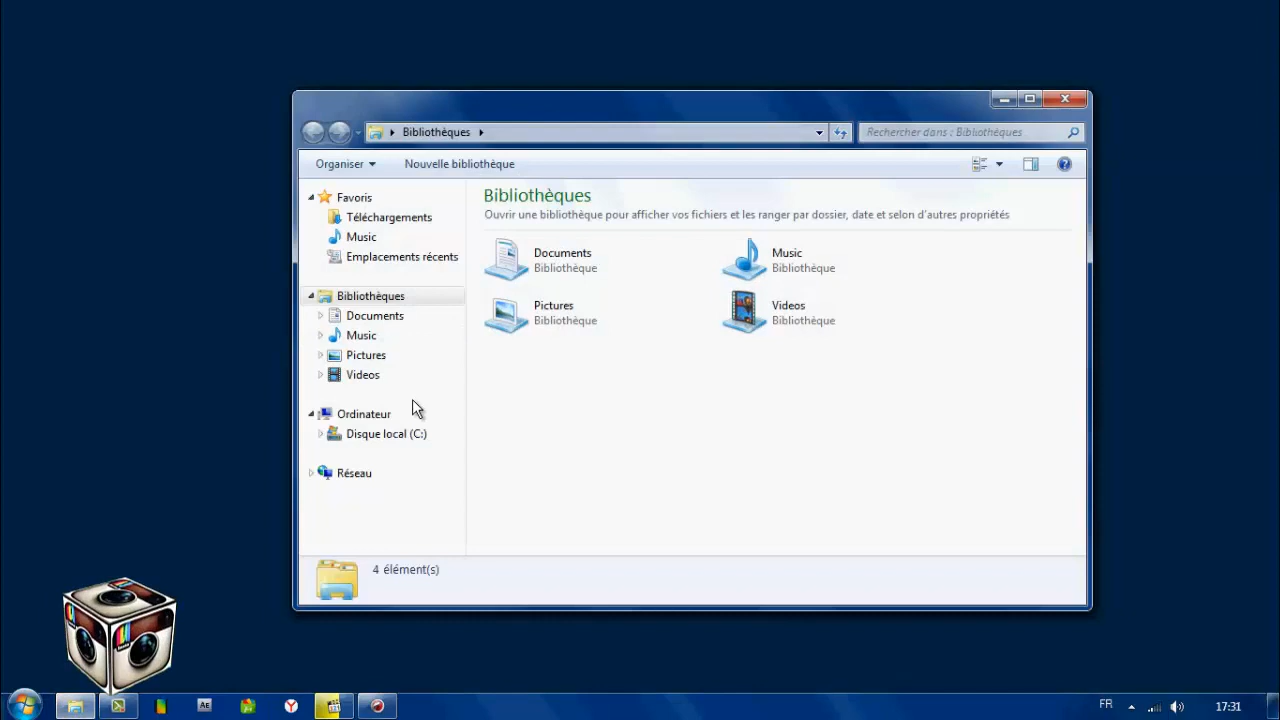 Bibliothèques
Rechercher dans : Bibliothèques
Organiser
Nouvelle bibliothèque
Favoris
Téléchargements
Music
Emplacements récents
Bibliothèques
Documents
Music
Pictures
Videos
Ordinateur
Disque local (C:)
Réseau
Bibliothèques
Ouvrir une bibliothèque pour afficher vos fichiers et les ranger par dossier, date et selon d'autres propriétés
Documents
Bibliothèque
Music
Bibliothèque
Pictures
Bibliothèque
Videos
Bibliothèque
4 élément(s)
AE
FR
17:31